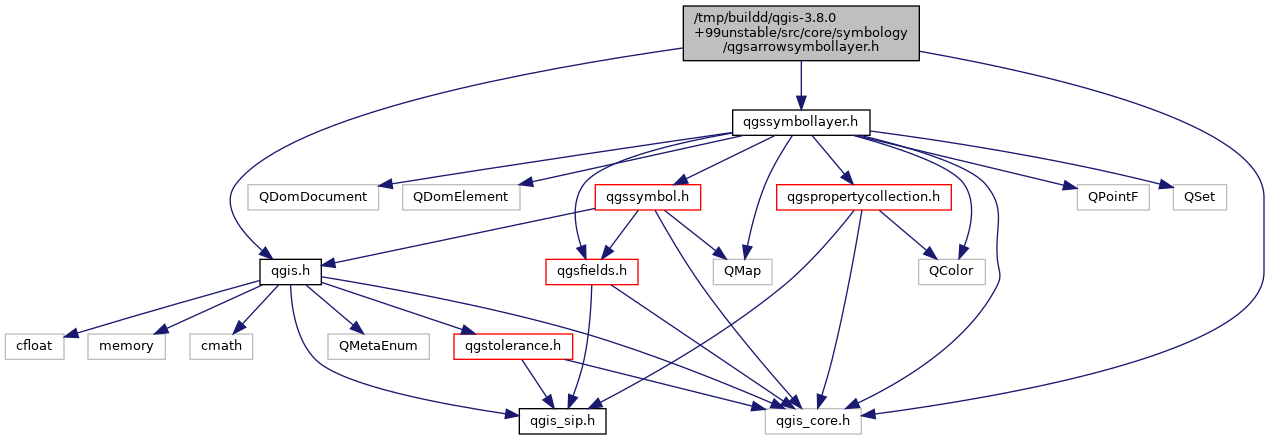 /tmp/buildd/qgis-3.8.0
+99unstable/src/core/symbology
/qgsarrowsymbollayer.h
qgssymbollayer.h
QDomDocument
QDomElement
qgssymbol.h
qgspropertycollection.h
QPointF
QSet
qgis.h
qgsfields.h
QMap
QColor
cfloat
memory
cmath
QMetaEnum
qgstolerance.h
qgis_sip.h
qgis_core.h